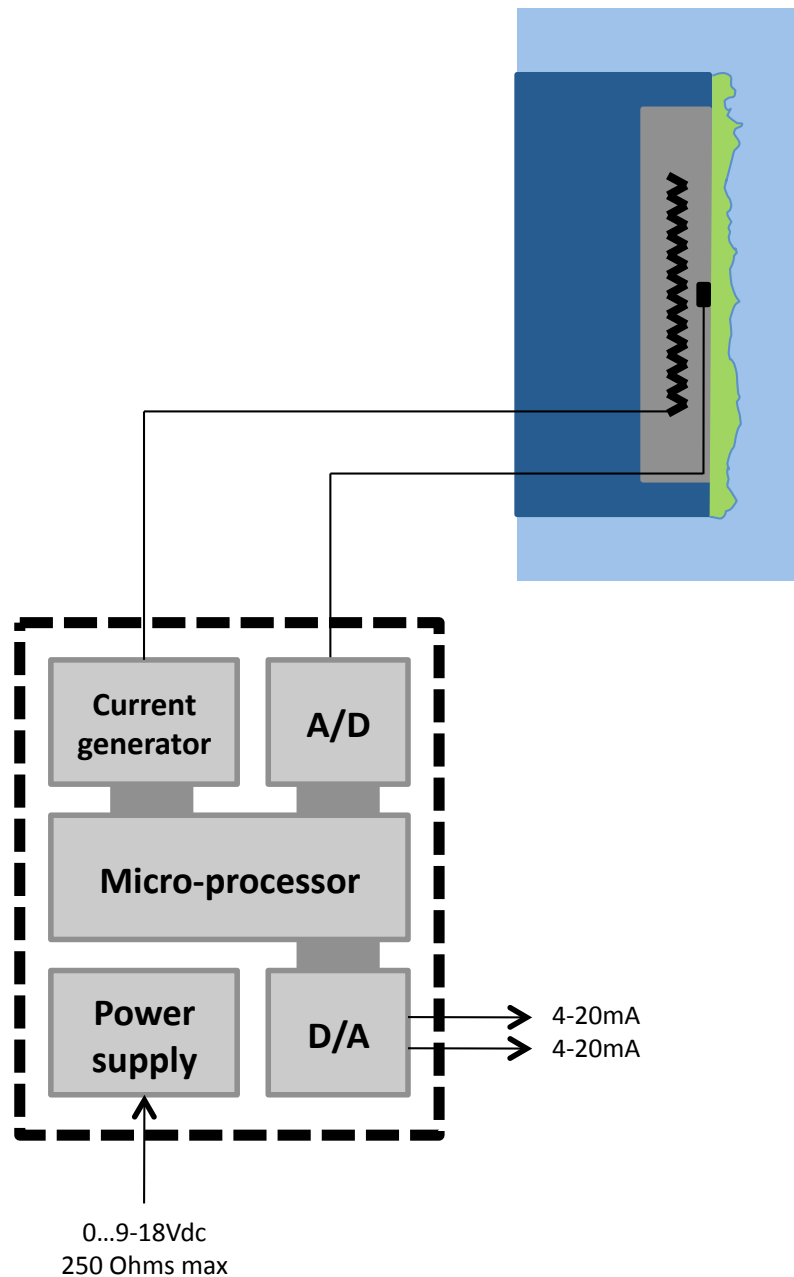 Current
generator
A/D
Micro-processor
Power
supply
D/A
4-20mA
4-20mA
0...9-18Vdc
250 Ohms max